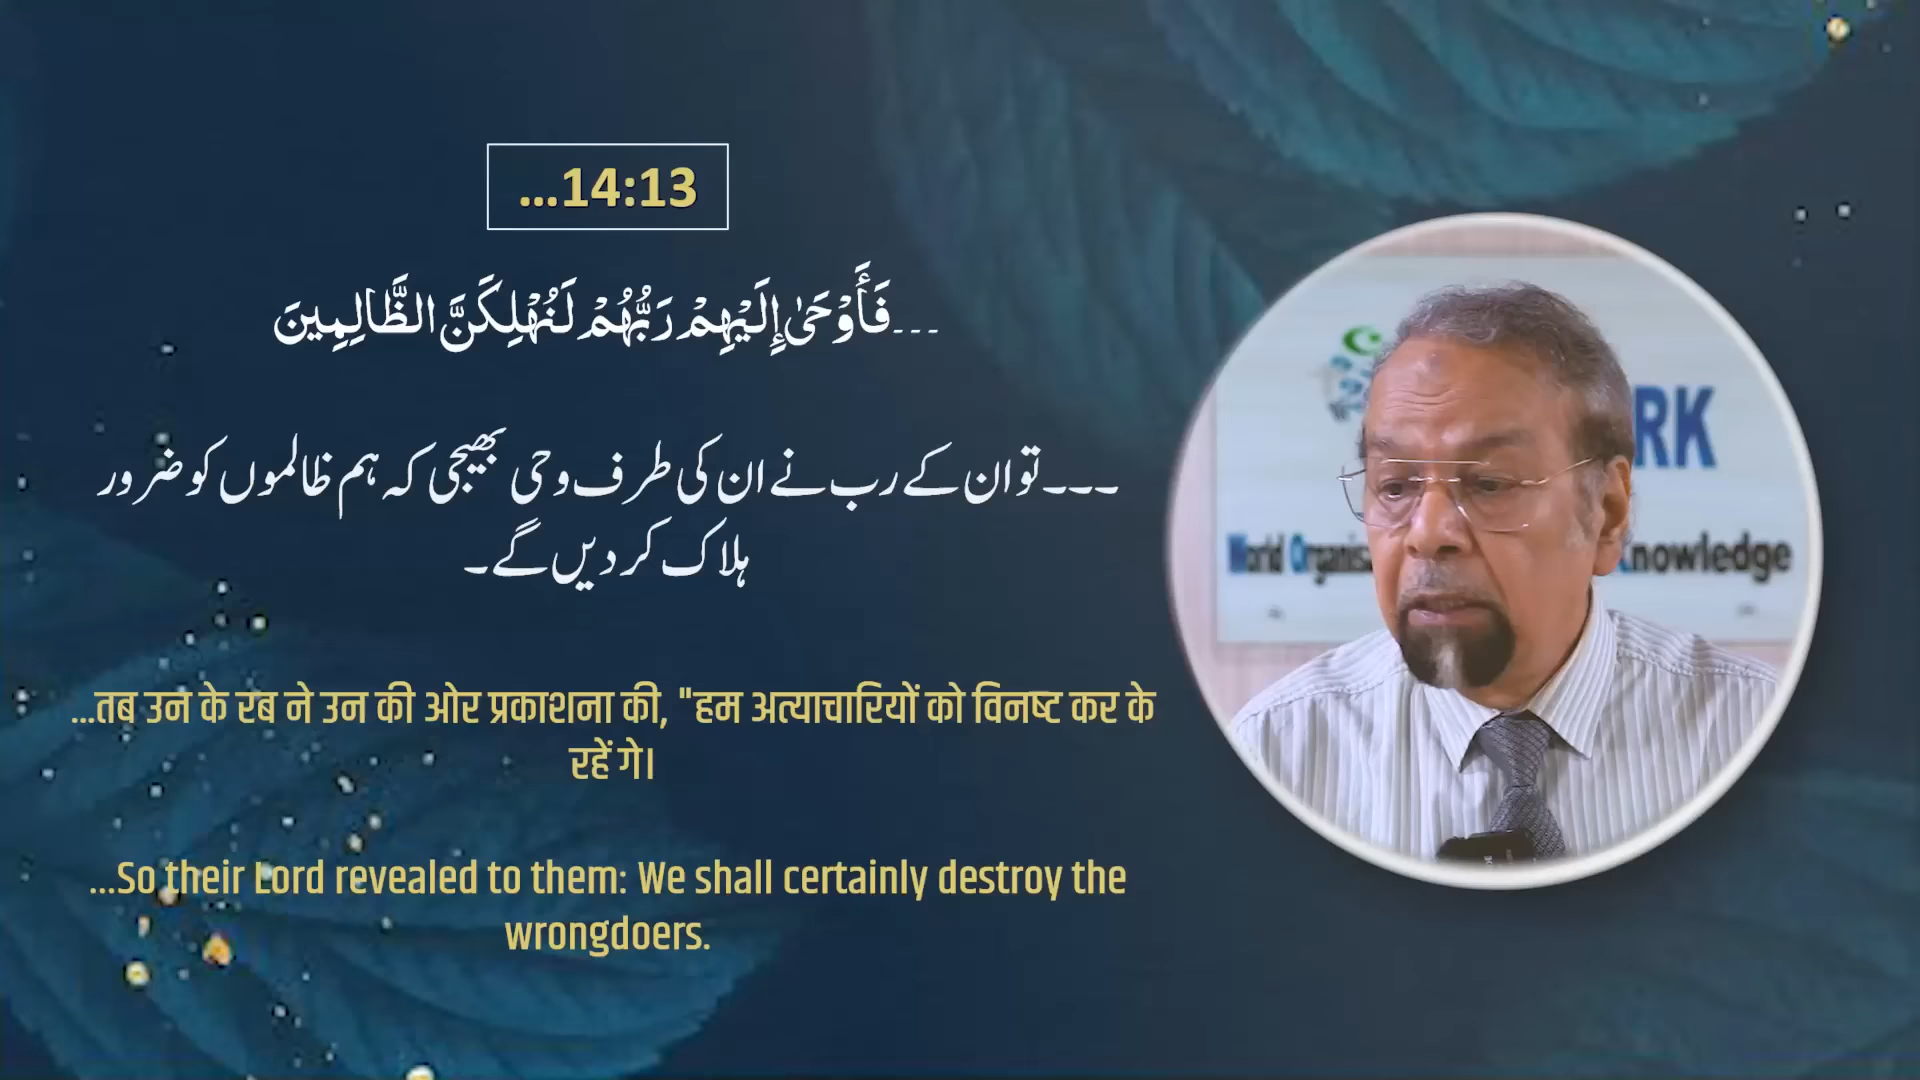 ...14:13
...فَأَوْحَىٰ إِلَيْهِمْ رَبُّهُمْ لَنُهْلِكَنَّ الظَّالِمِينَ
۔۔۔تو ان کے رب نے ان کی طرف وحی بھیجی کہ ہم ظالموں کو ضرور
ہلاک کر دیں گے۔
...तब उन के रब ने उन की ओर प्रकाशना की, "हम अत्याचारियों को विनष्ट कर के
रहें गे।
...So their Lord revealed to them: We shall certainly destroy the
wrongdoers.
RK
World Organisa
Knowledge